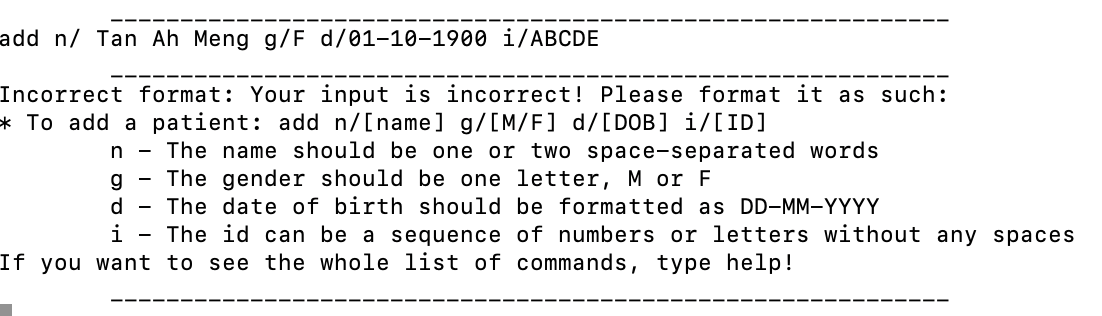 ____________________________________________________________
add n/ Tan Ah Meng g/F d/01-10-1900 i/ABCDE
____________________________________________________________
Incorrect format: Your input is incorrect! Please format it as such:
* To add a patient: add n/[name] g/[M/F] d/[DOB] i/[ID]
n - The name should be one or two space-separated words
g - The gender should be one letter, M or F
d - The date of birth should be formatted as DD-MM-YYYY
i - The id can be a sequence of numbers or letters without any spaces
If you want to see the whole list of commands, type help!
____________________________________________________________